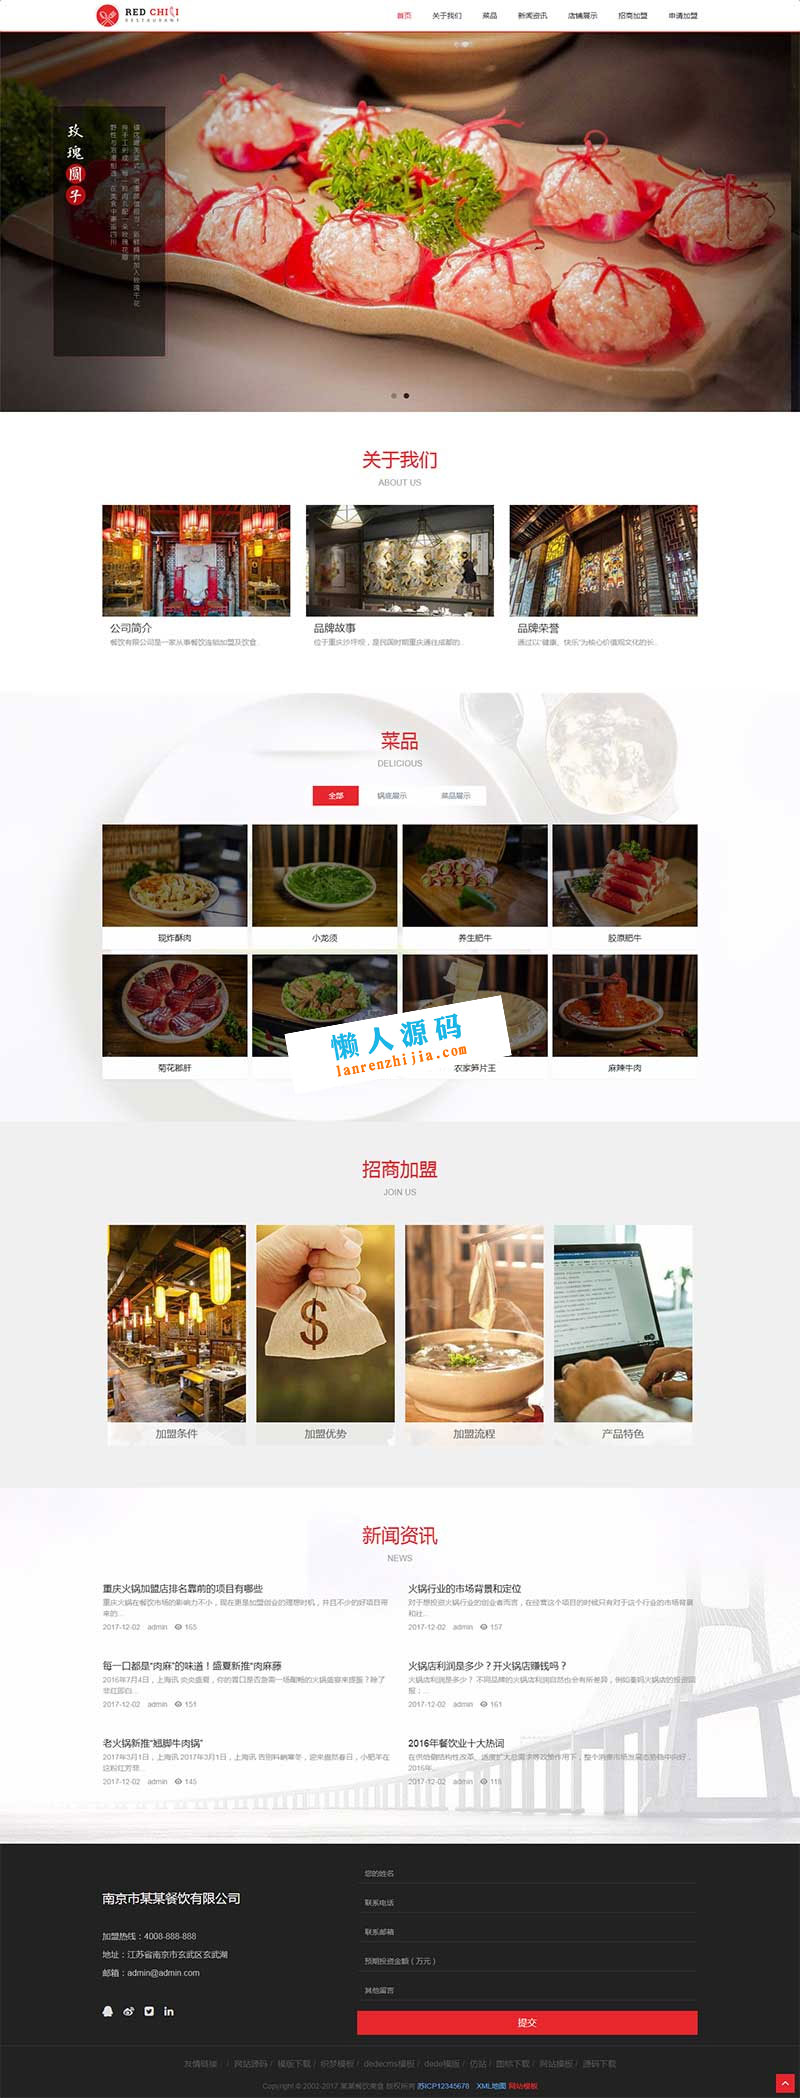 RED CHILI
RESTAURANT
首页 关于我们 菜品 新闻资讯 店铺展示 招商加盟 申请加盟
玫瑰圆子
关于我们
ABOUT US
公司简介
餐饮有限公司是一家从事餐饮连锁加盟及饮食...
品牌故事
位于重庆沙坪坝，是民国时期重庆通往成都的...
品牌荣誉
通过以“健康、快乐”为核心价值观文化的长...
菜品
DELICIOUS
全部 锅底展示 菜品展示
现炸酥肉 小龙须 养生肥牛 胶原肥牛
懒人源码
lanrenzhijia.com
菊花郡肝 农家笋片王 麻辣牛肉
招商加盟
JOIN US
加盟条件 加盟优势 加盟流程 产品特色
新闻资讯
NEWS
重庆火锅加盟店排名靠前的项目有哪些
重庆火锅在餐饮市场的影响力不小，现在更是加盟创业的理想时机，并且不少的好项目带
来的...
2017-12-02 admin 165
火锅行业的市场背景和定位
对于想投资火锅行业的创业者而言，在经营这个项目的时候只有对于这个行业的市场背景
和社...
2017-12-02 admin 157
每一口都是“肉麻”的味道！盛夏新推“肉麻藤
2016年7月4日，上海讯 炎炎盛夏，你的胃口是否急需一场酣畅的火锅盛宴来提振？除了
非红即白...
2017-12-02 admin 151
火锅店利润是多少？开火锅店赚钱吗？
火锅店利润是多少？ 不同品牌的火锅店利润自然也会有所差异，例如秦妈火锅店的投资回
报；...
2017-12-02 admin 161
老火锅新推“翘脚牛肉锅”
2017年3月1日，上海讯 2017年3月1日，上海讯 告别料峭寒冬，迎来盎然春日，小肥羊在
这粉红芳菲...
2017-12-02 admin 145
2016年餐饮业十大热词
在供给侧结构性改革、适度扩大总需求等政策作用下，整个消费市场发展态势稳中向好，
2016年...
2017-12-02 admin 118
南京市某某餐饮有限公司
加盟热线：4008-888-888
地址：江苏省南京市玄武区玄武湖
邮箱：admin@admin.com
您的姓名
联系电话
联系邮箱
预期投资金额（万元）
其他留言
提交
友情链接： / 网站源码 / 模版下载 / 织梦模板 / dedecms模板 / dede模版 / 仿站 / 图标下载 / 网站模板 / 源码下载
Copyright © 2002-2017 某某餐饮美食 版权所有 苏ICP12345678 XML地图 网站模板